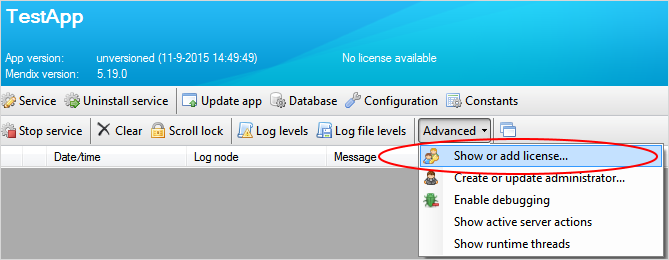 TestApp
App version: unversioned (11-9-2015 14:49:49) No license available
Mendix version: 5.19.0
Service Uninstall service Update app Database Configuration Constants
Stop service Clear Scroll lock Log levels Log file levels Advanced
Date/time Log node Message
Show or add license...
Create or update administrator...
Enable debugging
Show active server actions
Show runtime threads